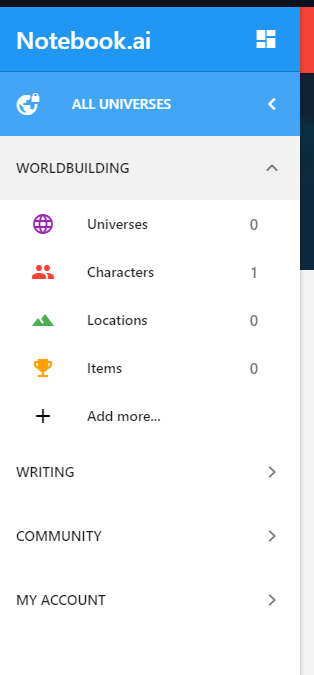 Notebook.ai
ALL UNIVERSES
WORLDBUILDING
Universes 0
Characters 1
Locations 0
Items 0
Add more...
WRITING
COMMUNITY
MY ACCOUNT